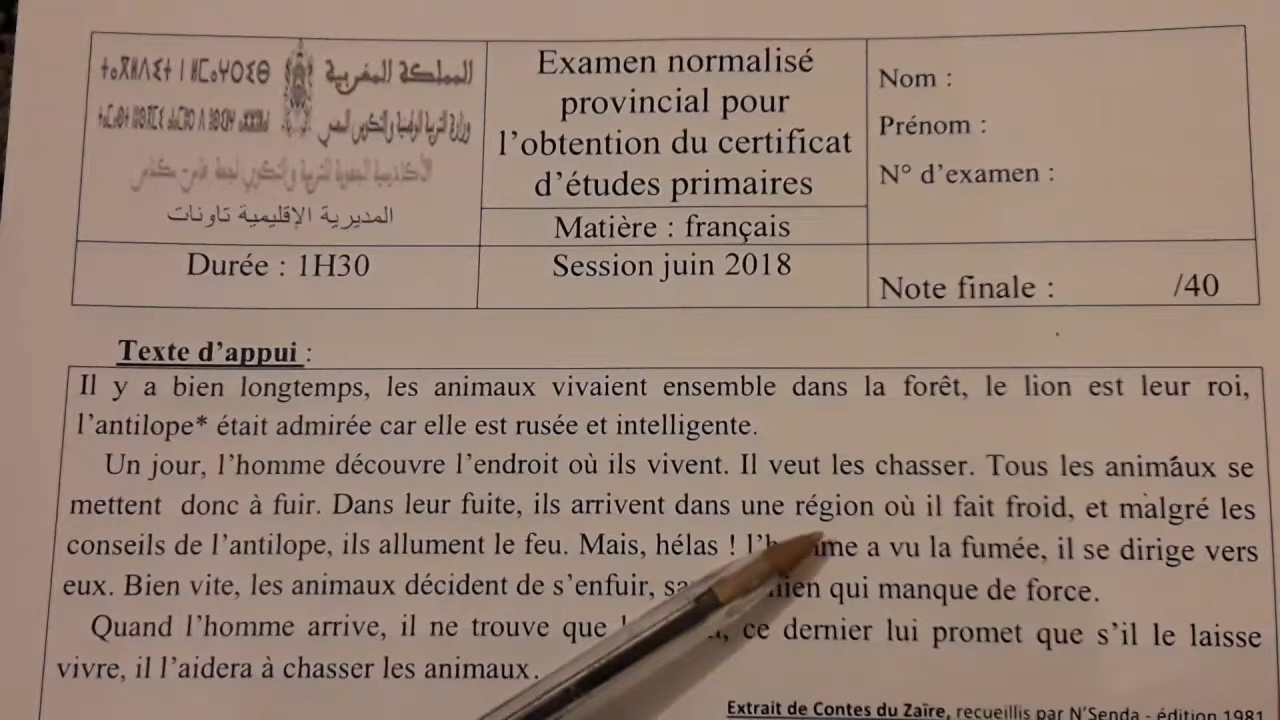 ⵜⴰⴳⵍⴷⵉⵜ ⵏ ⵍⵎⵖⵔⵉⴱ المملكة المغربية
المديرية الإقليمية تاونات
Examen normalisé
provincial pour
l'obtention du certificat
d'études primaires
Matière : français
Nom :
Prénom :
N° d'examen :
Durée : 1H30
Session juin 2018
Note finale : /40
Texte d'appui :
Il y a bien longtemps, les animaux vivaient ensemble dans la forêt, le lion est leur roi,
l'antilope* était admirée car elle est rusée et intelligente.
Un jour, l'homme découvre l'endroit où ils vivent. Il veut les chasser. Tous les animaux se
mettent donc à fuir. Dans leur fuite, ils arrivent dans une région où il fait froid, et malgré les
conseils de l'antilope, ils allument le feu. Mais, hélas ! a vu la fumée, il se dirige vers
eux. Bien vite, les animaux décident de s'enfuir, qui manque de force.
Quand l'homme arrive, il ne trouve que ce dernier lui promet que s'il le laisse
vivre, il l'aidera à chasser les animaux.
Extrait de Contes du Zaïre, recueillis par N'Senda - édition 1981